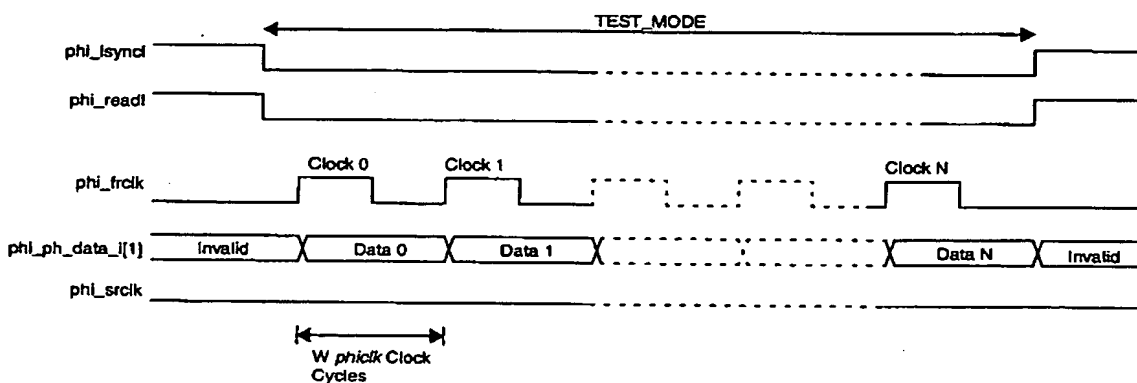 TEST_MODE
phi_lsyncl
phi_readl
Clock 0
Clock 1
Clock N
phi_frclk
phi_ph_data_i[1]
Invalid
Data 0
Data 1
Data N
Invalid
phi_srclk
W phiclk Clock
Cycles